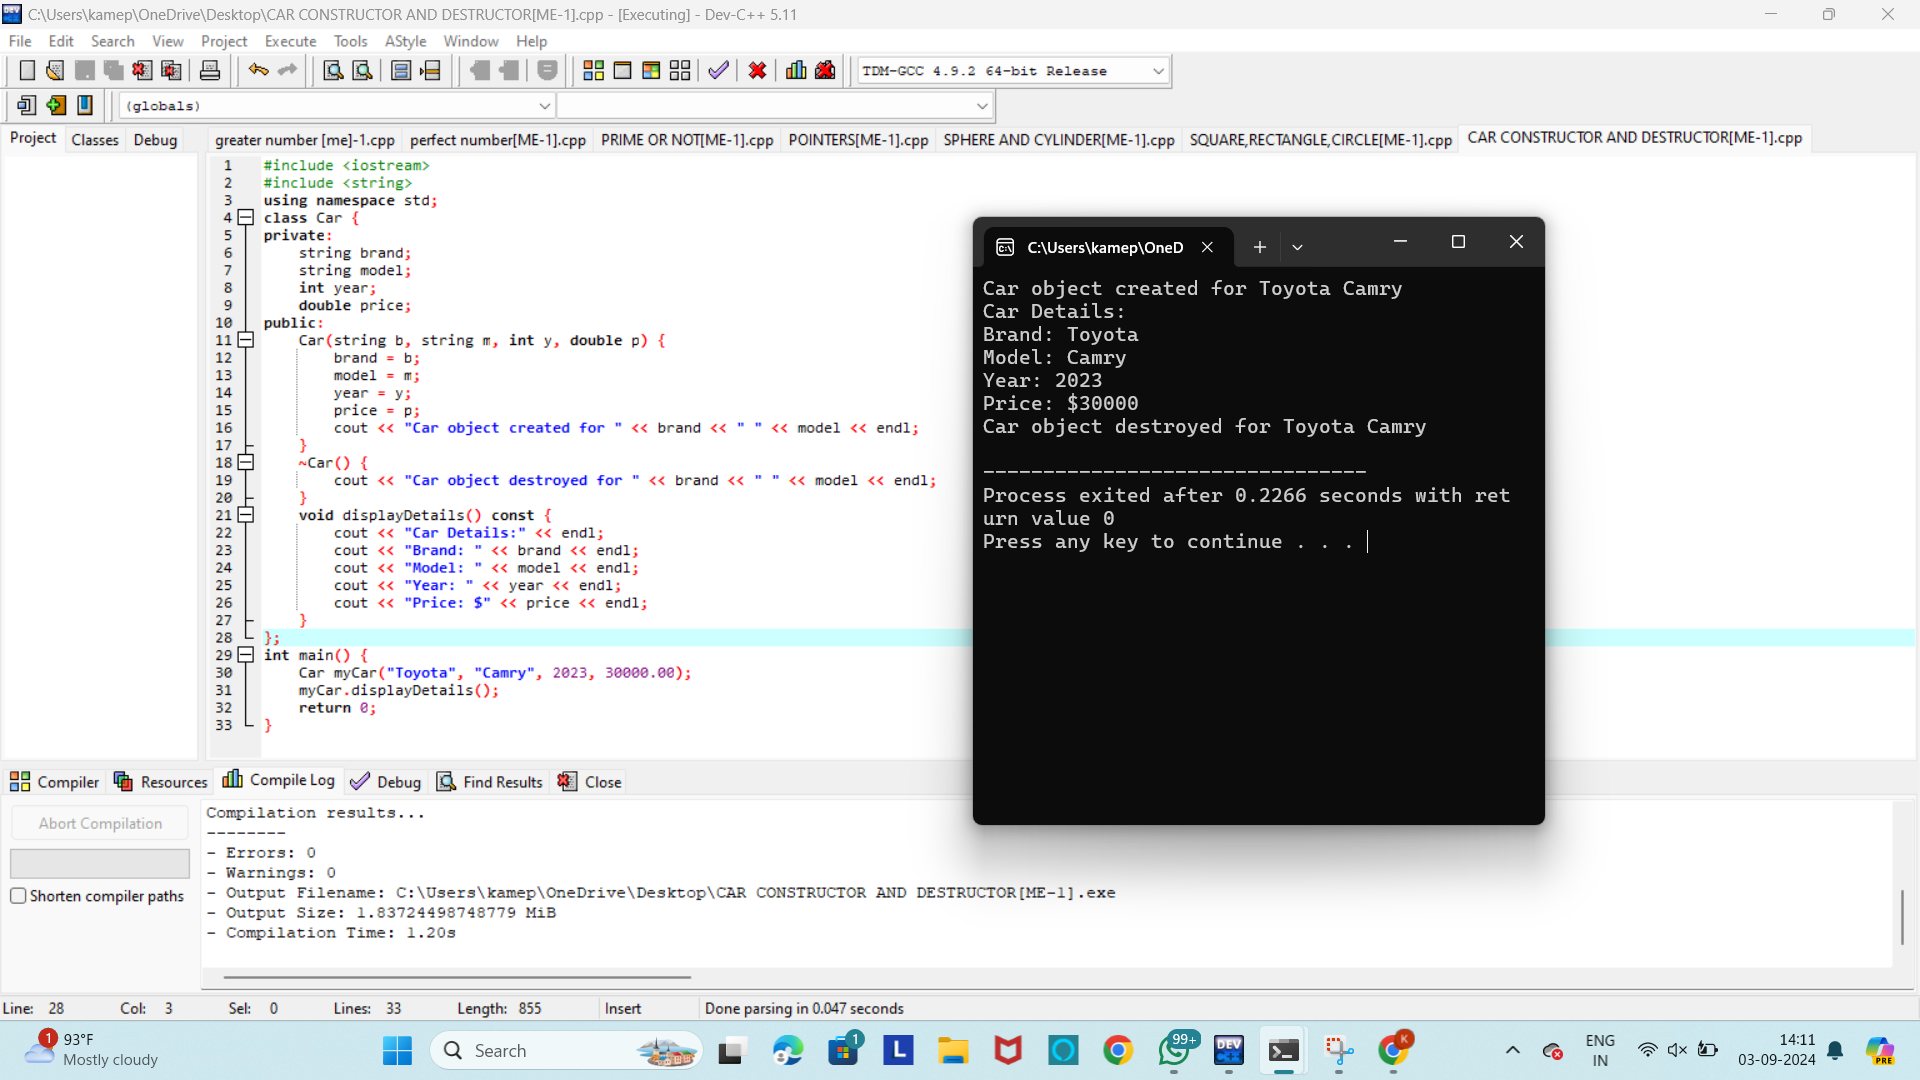 C:\Users\kamep\OneDrive\Desktop\CAR CONSTRUCTOR AND DESTRUCTOR[ME-1].cpp - [Executing] - Dev-C++ 5.11
File Edit Search View Project Execute Tools AStyle Window Help
TDM-GCC 4.9.2 64-bit Release
(globals)
Project Classes Debug
greater number [me]-1.cpp perfect number[ME-1].cpp PRIME OR NOT[ME-1].cpp POINTERS[ME-1].cpp SPHERE AND CYLINDER[ME-1].cpp SQUARE,RECTANGLE,CIRCLE[ME-1].cpp CAR CONSTRUCTOR AND DESTRUCTOR[ME-1].cpp
1 #include <iostream>
2 #include <string>
3 using namespace std;
4 class Car {
5 private:
6 string brand;
7 string model;
8 int year;
9 double price;
10 public:
11 Car(string b, string m, int y, double p) {
12 brand = b;
13 model = m;
14 year = y;
15 price = p;
16 cout << "Car object created for " << brand << " " << model << endl;
17 }
18 ~Car() {
19 cout << "Car object destroyed for " << brand << " " << model << endl;
20 }
21 void displayDetails() const {
22 cout << "Car Details:" << endl;
23 cout << "Brand: " << brand << endl;
24 cout << "Model: " << model << endl;
25 cout << "Year: " << year << endl;
26 cout << "Price: $" << price << endl;
27 }
28 };
29 int main() {
30 Car myCar("Toyota", "Camry", 2023, 30000.00);
31 myCar.displayDetails();
32 return 0;
33 }
C:\Users\kamep\OneD
Car object created for Toyota Camry
Car Details:
Brand: Toyota
Model: Camry
Year: 2023
Price: $30000
Car object destroyed for Toyota Camry
--------------------------------
Process exited after 0.2266 seconds with ret
urn value 0
Press any key to continue . . .
Compiler Resources Compile Log Debug Find Results Close
Abort Compilation
Shorten compiler paths
Compilation results...
--------
- Errors: 0
- Warnings: 0
- Output Filename: C:\Users\kamep\OneDrive\Desktop\CAR CONSTRUCTOR AND DESTRUCTOR[ME-1].exe
- Output Size: 1.83724498748779 MiB
- Compilation Time: 1.20s
Line: 28 Col: 3 Sel: 0 Lines: 33 Length: 855 Insert Done parsing in 0.047 seconds
1
93°F
Mostly cloudy
Search
1
L
99+
DEV
K
ENG
IN
14:11
03-09-2024
PRE